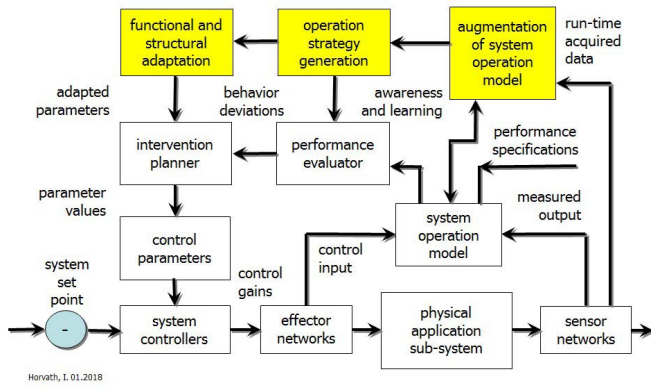 functional and
structural
adaptation
operation
strategy
generation
augmentation
of system
operation
model
run-time
acquired
data
adapted
parameters
behavior
deviations
awareness
and learning
intervention
planner
performance
evaluator
performance
specifications
parameter
values
system
operation
model
measured
output
control
parameters
control
input
system
set
point
control
gains
-
system
controllers
effector
networks
physical
application
sub-system
sensor
networks
Horvath, I. 01.2018